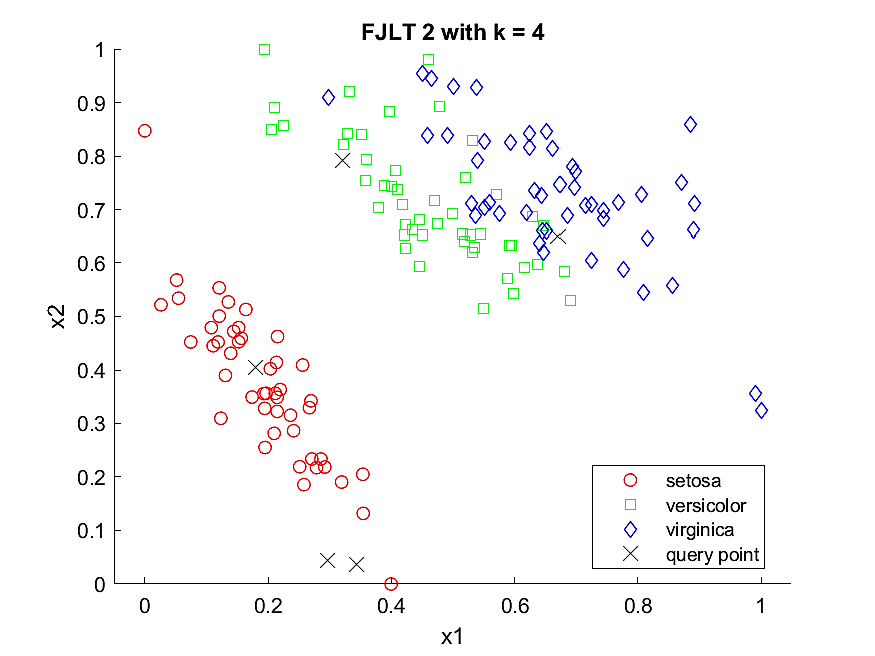 FJLT 2 with k = 4
1
0.9
0.8
0.7
0.6
0.5
0.4
0.3
0.2
0.1
0
x2
0 0.2 0.4 0.6 0.8 1
x1
setosa
versicolor
virginica
query point